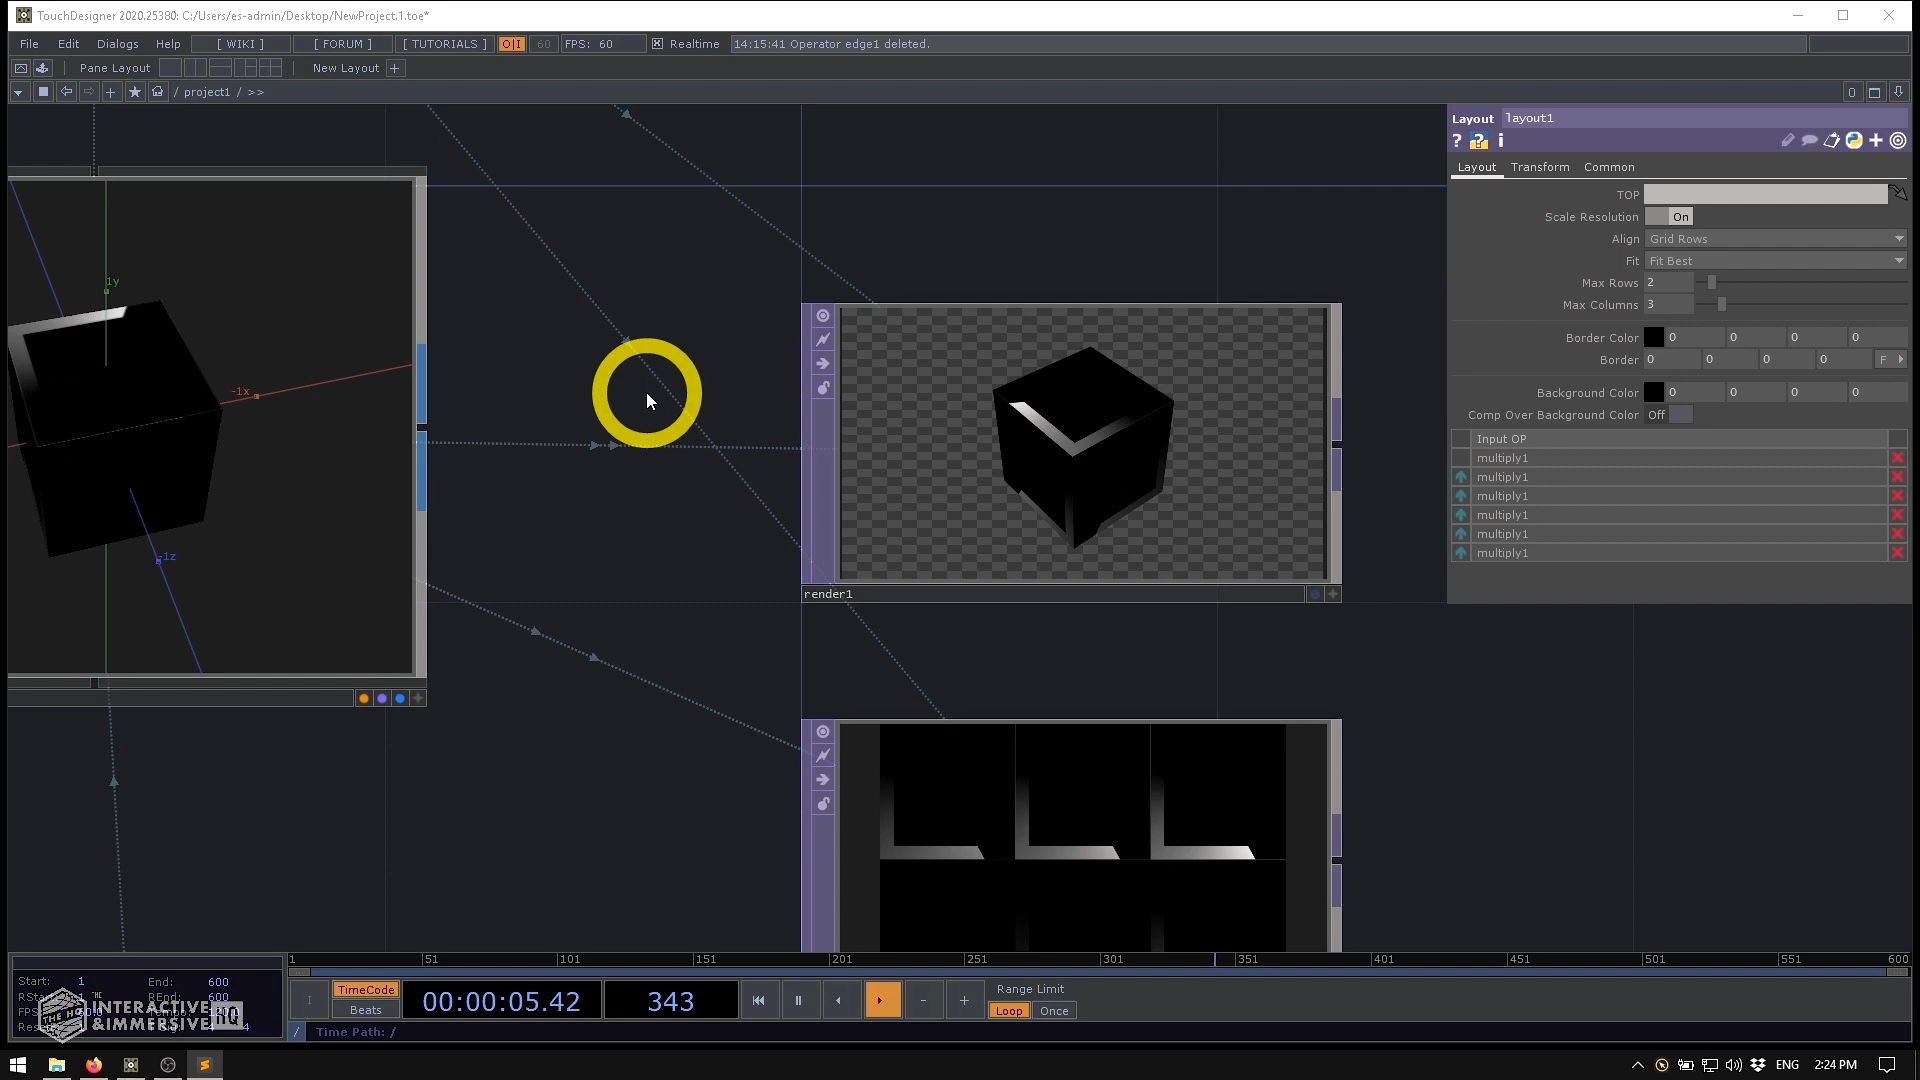 TouchDesigner 2020.25380: C:/Users/es-admin/Desktop/NewProject.1.toe*
File Edit Dialogs Help [ WIKI ] [ FORUM ] [ TUTORIALS ] O|I 60 FPS: 60 Realtime 14:15:41 Operator edge1 deleted.
Pane Layout New Layout +
/ project1 / >> 0
Layout layout1
? ? i
Layout Transform Common
TOP
Scale Resolution On
Align Grid Rows
Fit Fit Best
Max Rows 2
Max Columns 3
Border Color 0 0 0 0
Border 0 0 0 0 F
Background Color 0 0 0 0
Comp Over Background Color Off
Input OP
multiply1
multiply1
multiply1
multiply1
multiply1
multiply1
1y
-1x
-1z
render1
1 51 101 151 201 251 301 351 401 451 501 551 600
Start: 1 End: 600
REnd: 600
TimeCode
Beats
00:00:05.42 343
Range Limit
Loop Once
THE HQ
THE INTERACTIVE & IMMERSIVE HQ
/ Time Path: /
ENG 2:24 PM